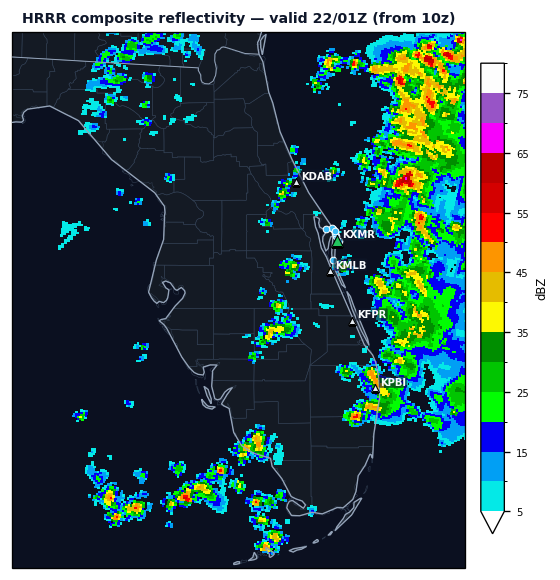 HRRR composite reflectivity — valid 22/01Z (from 10z)
KDAB
KXMR
KMLB
KFPR
KPBI
75
65
55
45
35
25
15
5
dBZ